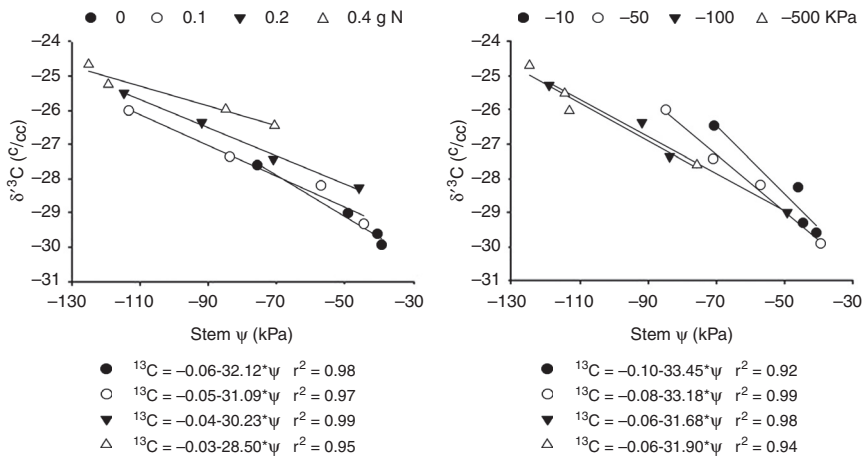 ● 0 ○ 0.1 ▼ 0.2 △ 0.4 g N
–24
–25
–26
–27
–28
–29
–30
–31
δ′³C (c/cc)
–130 –110 –90 –70 –50 –30
Stem ψ (kPa)
● ¹³C = –0.06-32.12*ψ r² = 0.98
○ ¹³C = –0.05-31.09*ψ r² = 0.97
▼ ¹³C = –0.04-30.23*ψ r² = 0.99
△ ¹³C = –0.03-28.50*ψ r² = 0.95
● –10 ○ –50 ▼ –100 △ –500 KPa
–24
–25
–26
–27
–28
–29
–30
–31
δ′³C (c/cc)
–130 –110 –90 –70 –50 –30
Stem ψ (kPa)
● ¹³C = –0.10-33.45*ψ r² = 0.92
○ ¹³C = –0.08-33.18*ψ r² = 0.99
▼ ¹³C = –0.06-31.68*ψ r² = 0.98
△ ¹³C = –0.06-31.90*ψ r² = 0.94